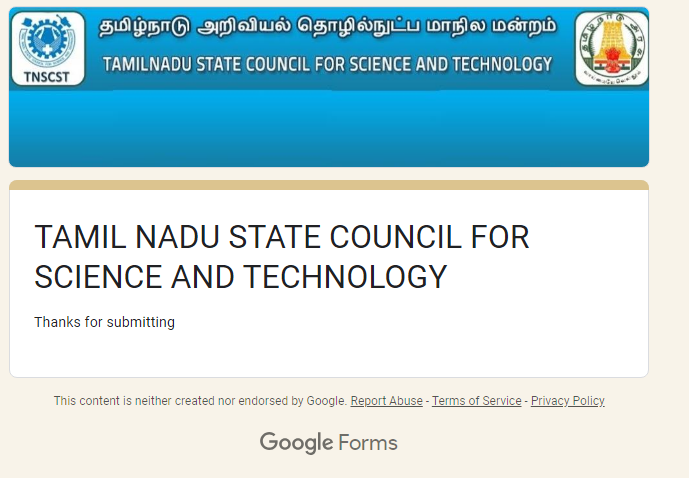 தமிழ்நாடு அறிவியல் தொழில்நுட்ப மாநில மன்றம்
TAMILNADU STATE COUNCIL FOR SCIENCE AND TECHNOLOGY
TNSCST
TAMIL NADU STATE COUNCIL FOR
SCIENCE AND TECHNOLOGY
Thanks for submitting
This content is neither created nor endorsed by Google. Report Abuse - Terms of Service - Privacy Policy
Google Forms